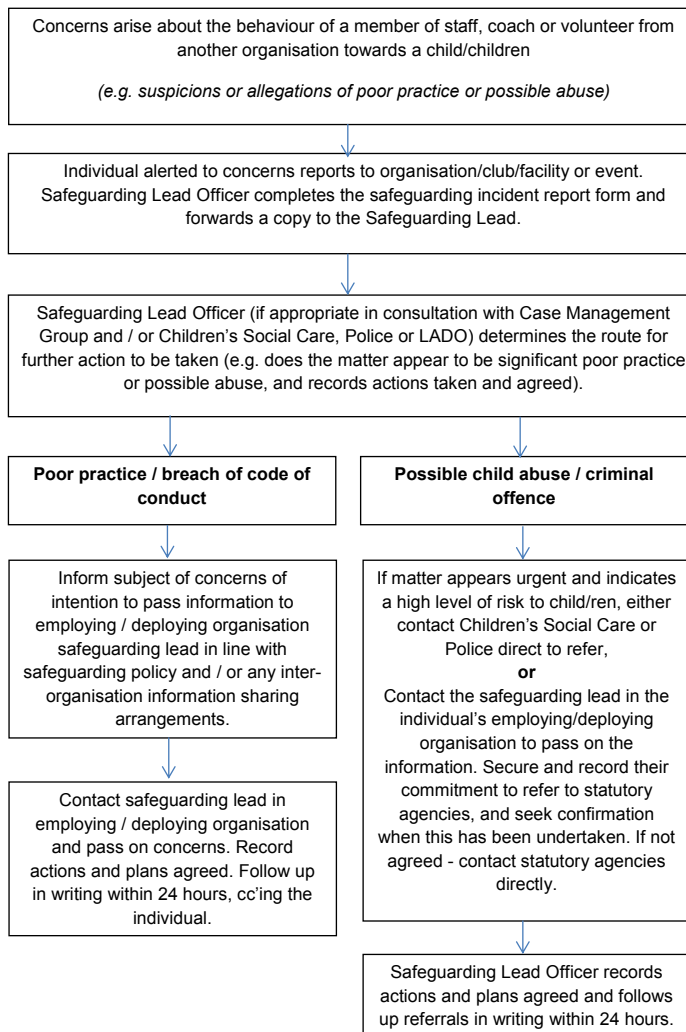 Concerns arise about the behaviour of a member of staff, coach or volunteer from
another organisation towards a child/children
(e.g. suspicions or allegations of poor practice or possible abuse)
Individual alerted to concerns reports to organisation/club/facility or event.
Safeguarding Lead Officer completes the safeguarding incident report form and
forwards a copy to the Safeguarding Lead.
Safeguarding Lead Officer (if appropriate in consultation with Case Management
Group and / or Children's Social Care, Police or LADO) determines the route for
further action to be taken (e.g. does the matter appear to be significant poor practice
or possible abuse, and records actions taken and agreed).
Poor practice / breach of code of
conduct
Inform subject of concerns of
intention to pass information to
employing / deploying organisation
safeguarding lead in line with
safeguarding policy and / or any inter-
organisation information sharing
arrangements.
Contact safeguarding lead in
employing / deploying organisation
and pass on concerns. Record
actions and plans agreed. Follow up
in writing within 24 hours, cc'ing the
individual.
Possible child abuse / criminal
offence
If matter appears urgent and indicates
a high level of risk to child/ren, either
contact Children's Social Care or
Police direct to refer,
or
Contact the safeguarding lead in the
individual's employing/deploying
organisation to pass on the
information. Secure and record their
commitment to refer to statutory
agencies, and seek confirmation
when this has been undertaken. If not
agreed - contact statutory agencies
directly.
Safeguarding Lead Officer records
actions and plans agreed and follows
up referrals in writing within 24 hours.